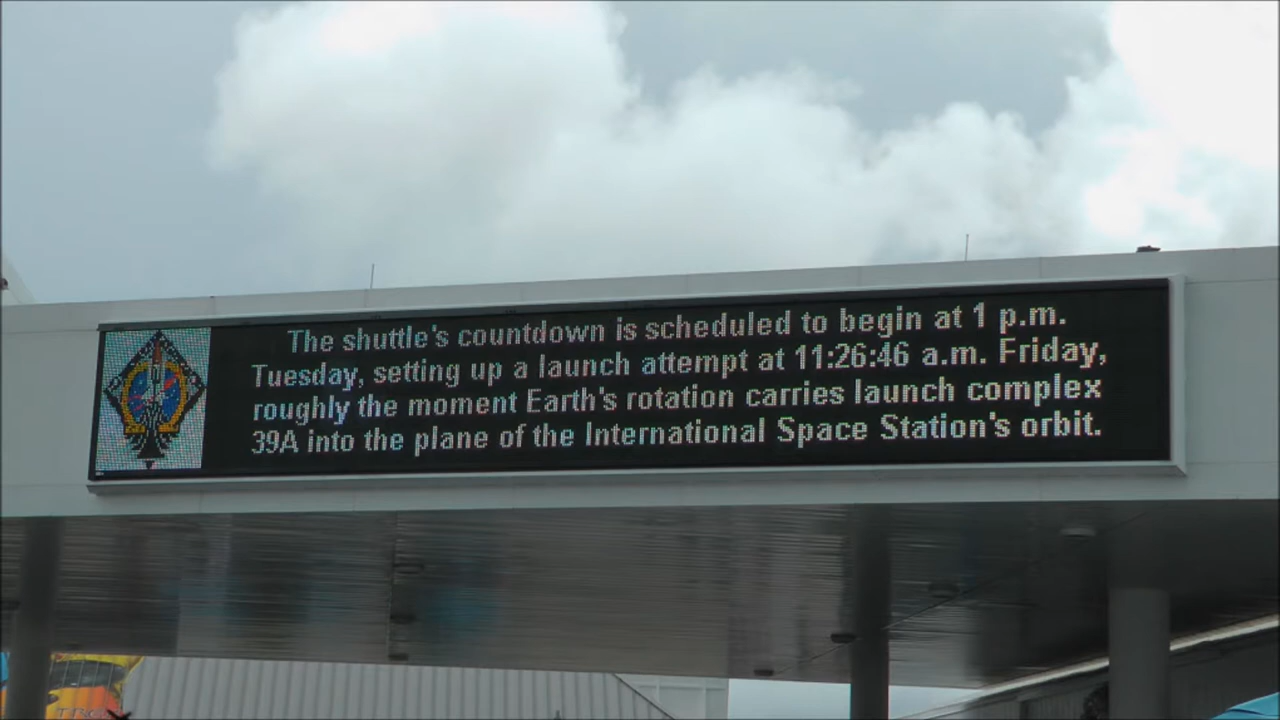 The shuttle's countdown is scheduled to begin at 1 p.m.
Tuesday, setting up a launch attempt at 11:26:46 a.m. Friday,
roughly the moment Earth's rotation carries launch complex
39A into the plane of the International Space Station's orbit.